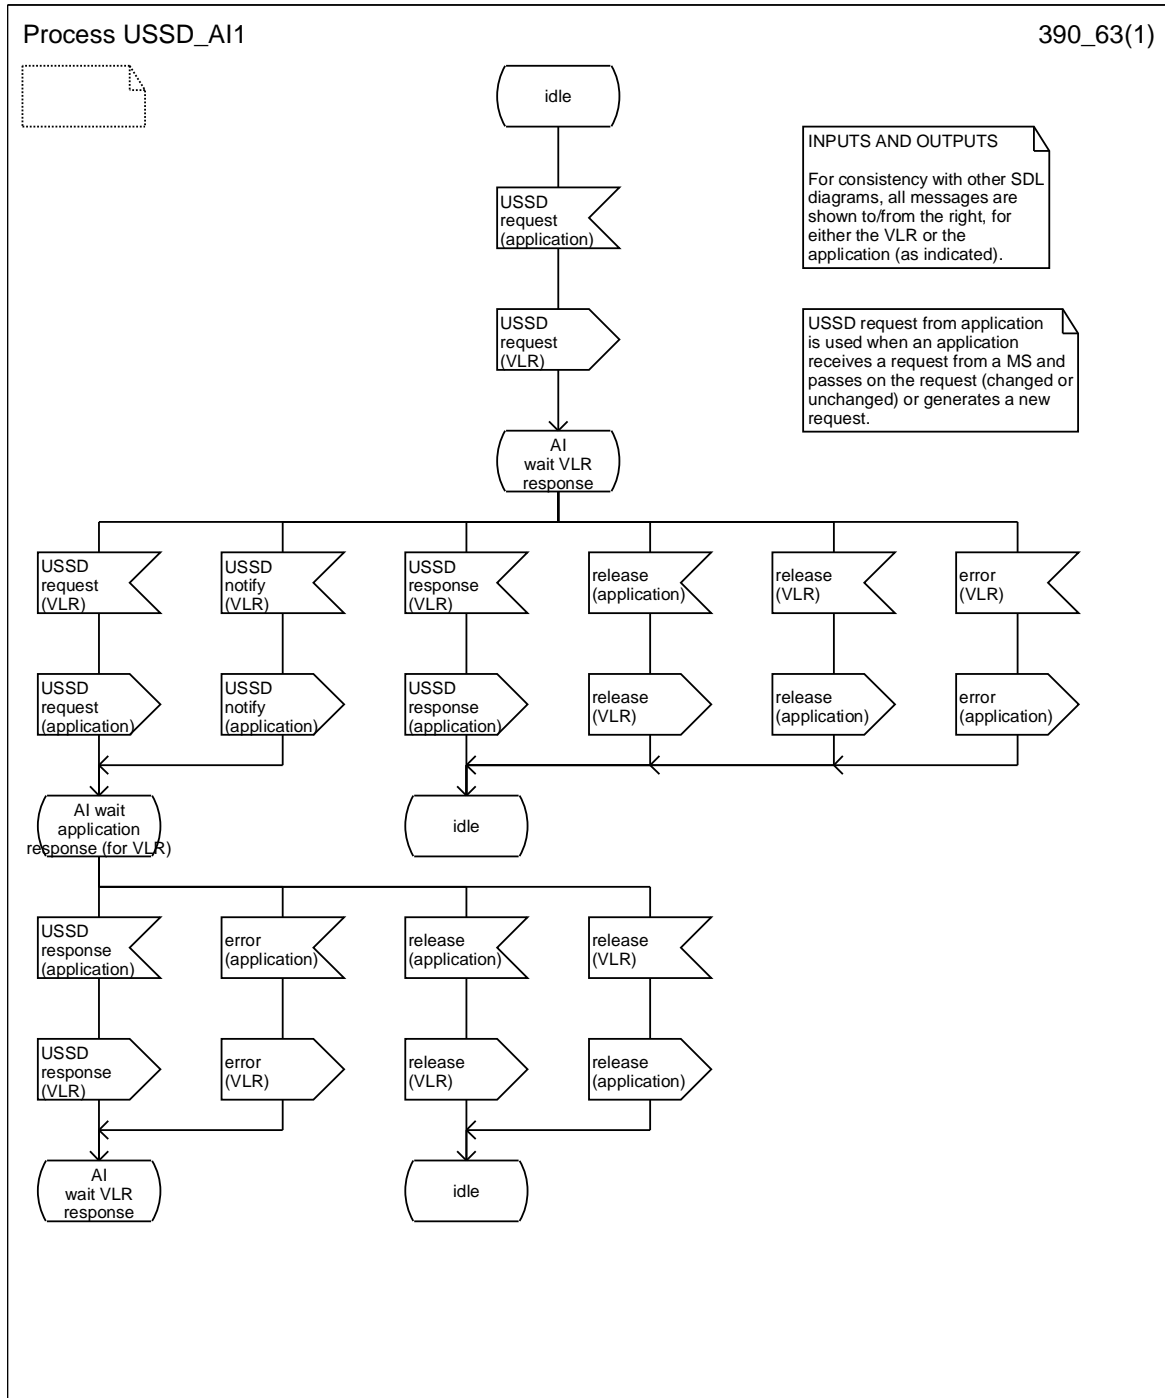 Process USSD_AI1
390_63(1)
idle
INPUTS AND OUTPUTS
For consistency with other SDL
diagrams, all messages are
shown to/from the right, for
either the VLR or the
application (as indicated).
USSD
request
(application)
USSD
request
(VLR)
USSD request from application
is used when an application
receives a request from a MS and
passes on the request (changed or
unchanged) or generates a new
request.
AI
wait VLR
response
USSD
request
(VLR)
USSD
notify
(VLR)
USSD
response
(VLR)
release
(application)
release
(VLR)
error
(VLR)
USSD
request
(application)
USSD
notify
(application)
USSD
response
(application)
release
(VLR)
release
(application)
error
(application)
AI wait
application
response (for VLR)
idle
USSD
response
(application)
error
(application)
release
(application)
release
(VLR)
USSD
response
(VLR)
error
(VLR)
release
(VLR)
release
(application)
AI
wait VLR
response
idle